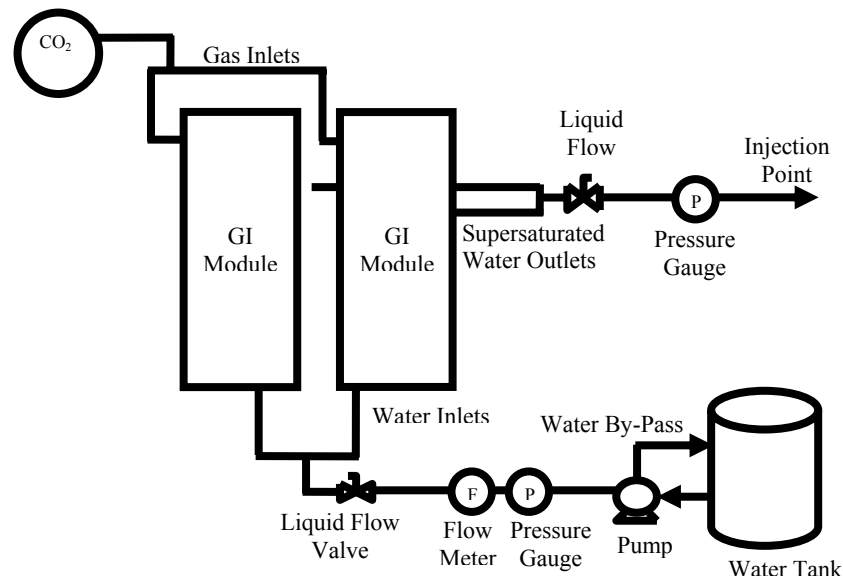 CO₂
Gas Inlets
Liquid
Flow
Injection
Point
P
GI
Module
GI
Module
Supersaturated
Water Outlets
Pressure
Gauge
Water Inlets
Water By-Pass
F
P
Liquid Flow
Valve
Flow
Meter
Pressure
Gauge
Pump
Water Tank